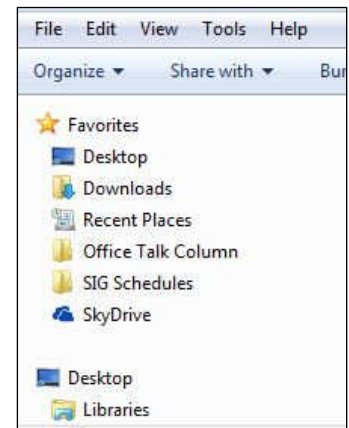 File Edit View Tools Help
Organize Share with Bur
Favorites
Desktop
Downloads
Recent Places
Office Talk Column
SIG Schedules
SkyDrive
Desktop
Libraries